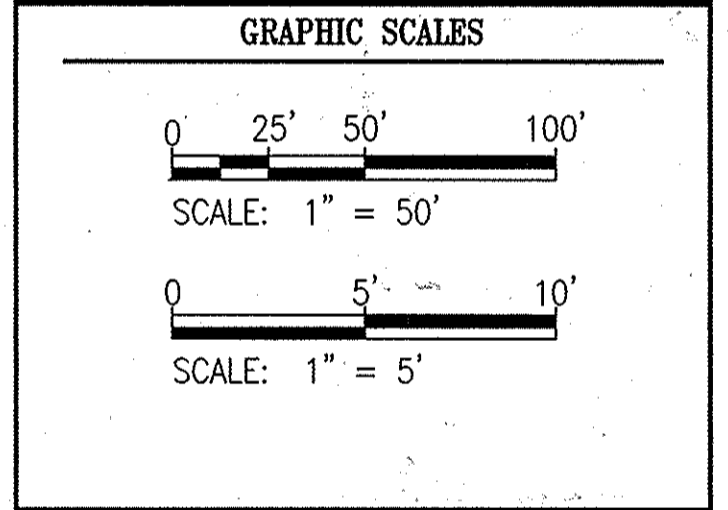 GRAPHIC SCALES
0 25' 50' 100'
SCALE: 1" = 50'
0 5' 10'
SCALE: 1" = 5'